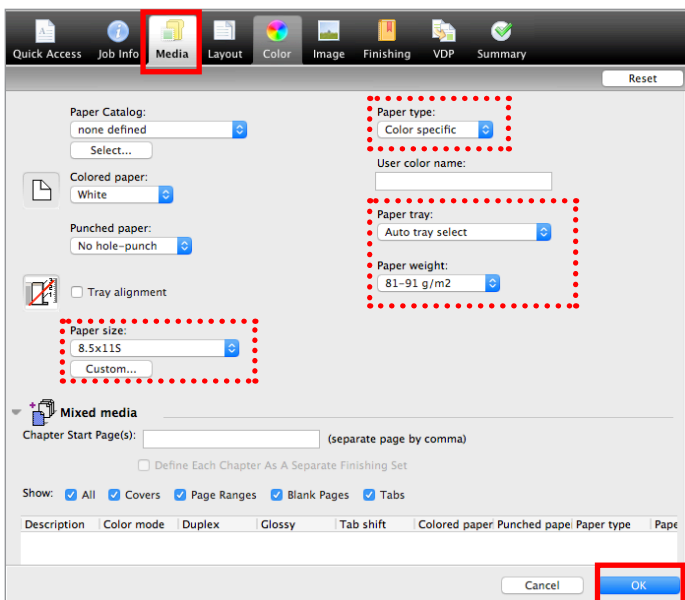 Quick Access Job Info Media Layout Color Image Finishing VDP Summary
Reset
Paper Catalog:
none defined
Select...
Colored paper:
White
Punched paper:
No hole-punch
Tray alignment
Paper size:
8.5x11S
Custom...
Paper type:
Color specific
User color name:
Paper tray:
Auto tray select
Paper weight:
81-91 g/m2
Mixed media
Chapter Start Page(s): (separate page by comma)
Define Each Chapter As A Separate Finishing Set
Show: All Covers Page Ranges Blank Pages Tabs
Description Color mode Duplex Glossy Tab shift Colored paper Punched pape Paper type Pape
Cancel OK